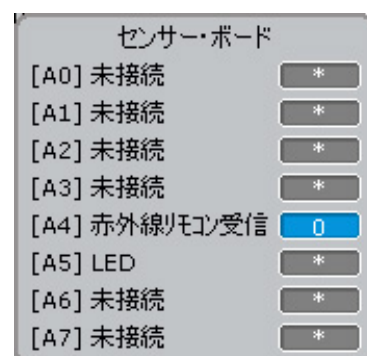 センサー・ボード
[A0] 未接続 *
[A1] 未接続 *
[A2] 未接続 *
[A3] 未接続 *
[A4] 赤外線リモコン受信 0
[A5] LED *
[A6] 未接続 *
[A7] 未接続 *